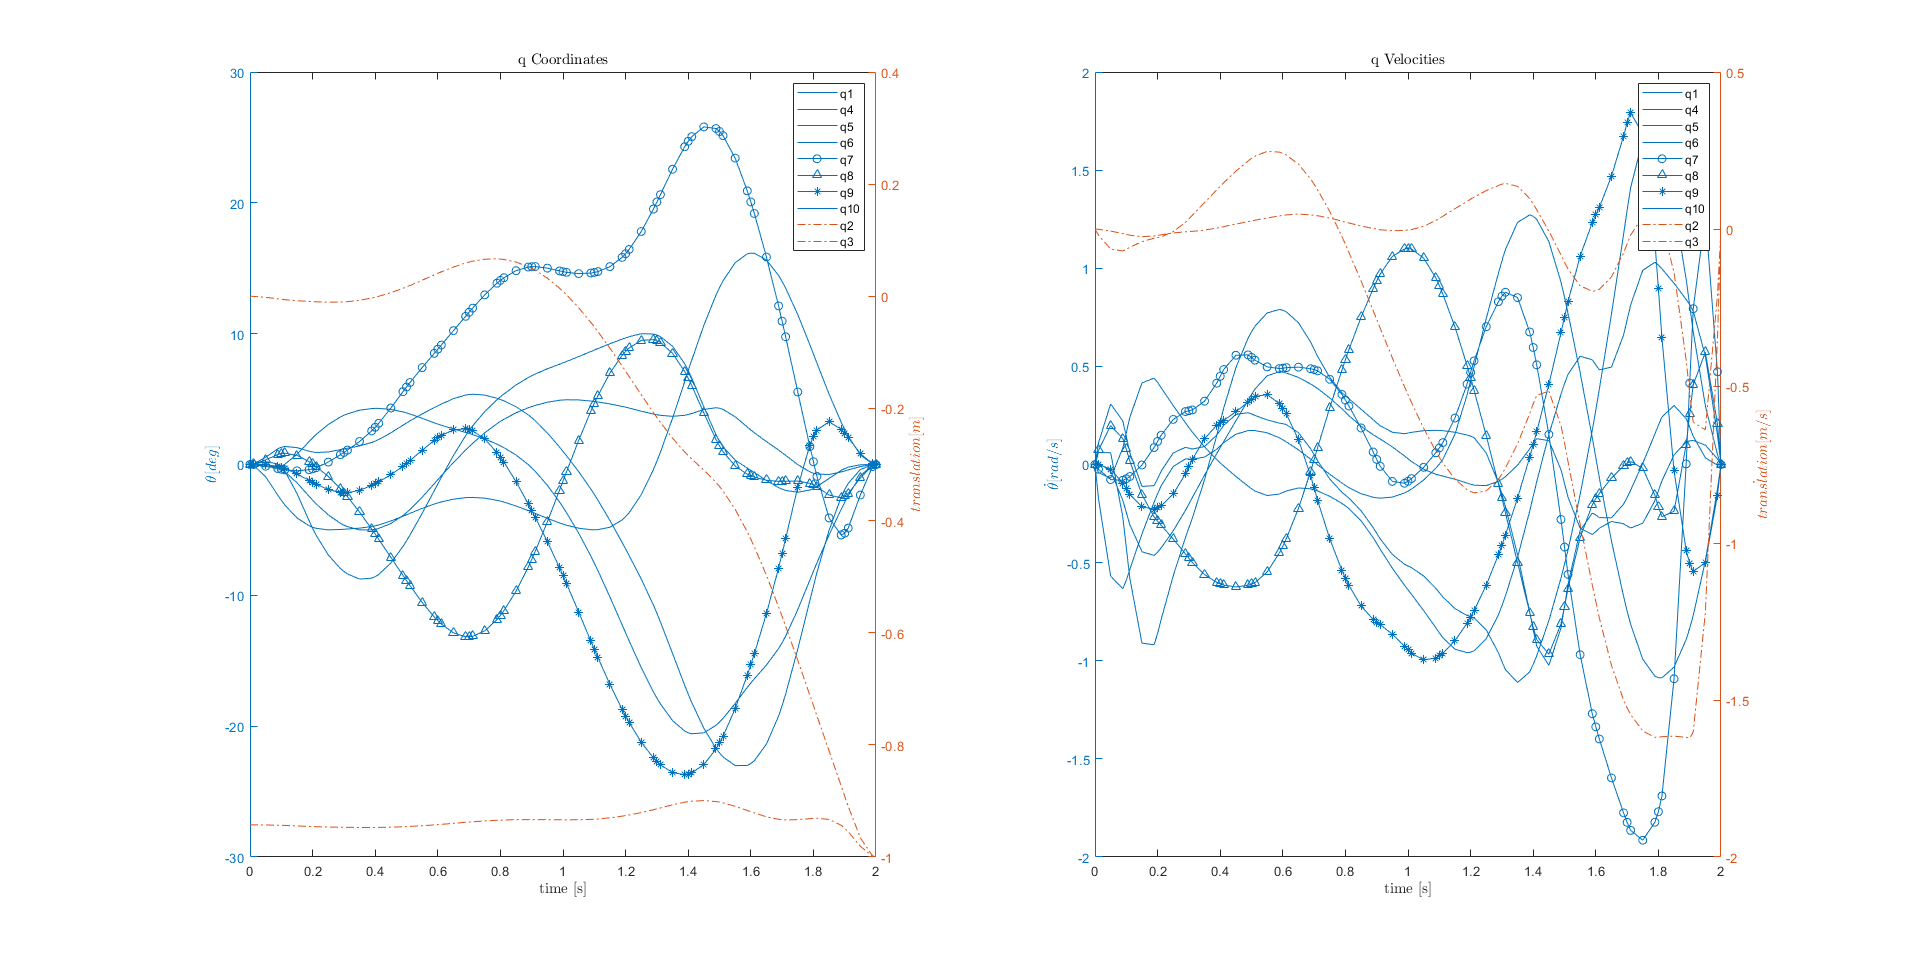 q Coordinates
30
20
10
0
-10
-20
-30
θ[deg]
0.4
0.2
0
-0.2
-0.4
-0.6
-0.8
-1
translation[m]
q1
q4
q5
q6
q7
q8
q9
q10
q2
q3
0 0.2 0.4 0.6 0.8 1 1.2 1.4 1.6 1.8 2
time [s]
q Velocities
2
1.5
1
0.5
0
-0.5
-1
-1.5
-2
θ̇[rad/s]
0.5
0
-0.5
-1
-1.5
-2
translation[m/s]
q1
q4
q5
q6
q7
q8
q9
q10
q2
q3
0 0.2 0.4 0.6 0.8 1 1.2 1.4 1.6 1.8 2
time [s]